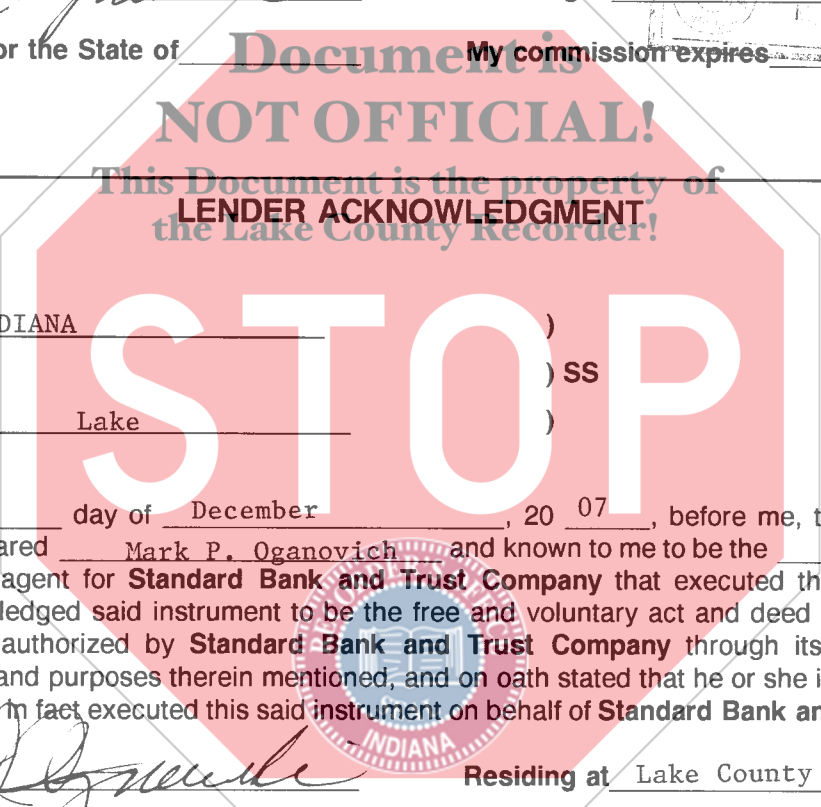 or the State of My commission expires
Document is
NOT OFFICIAL!
This Document is the property of
the Lake County Recorder!
LENDER ACKNOWLEDGMENT
STOP
DIANA )
) SS
Lake )
day of December, 20 07, before me, t
ared Mark P. Oganovich and known to me to be the
agent for Standard Bank and Trust Company that executed th
ledged said instrument to be the free and voluntary act and deed
authorized by Standard Bank and Trust Company through its
and purposes therein mentioned, and on oath stated that he or she i
in fact executed this said instrument on behalf of Standard Bank an
INDIANA
Residing at Lake County